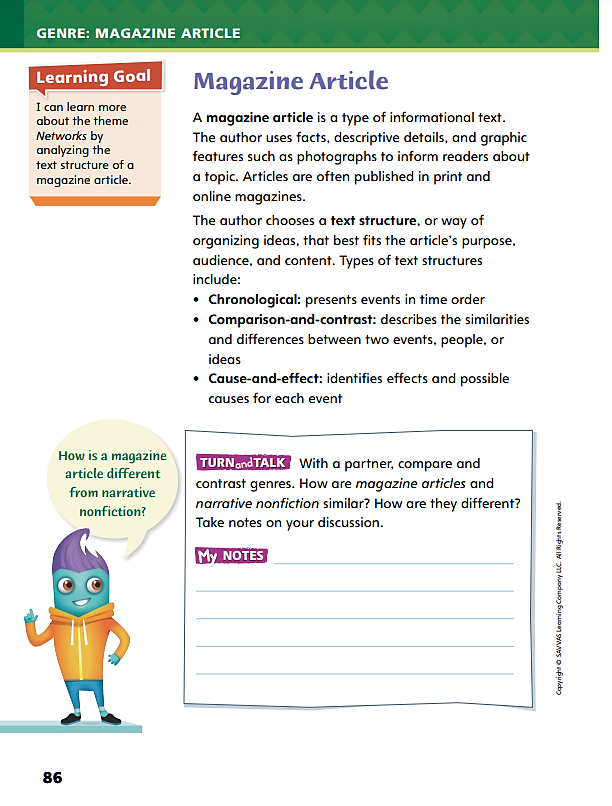 GENRE: MAGAZINE ARTICLE
Learning Goal
I can learn more
about the theme
Networks by
analyzing the
text structure of a
magazine article.
Magazine Article
A magazine article is a type of informational text.
The author uses facts, descriptive details, and graphic
features such as photographs to inform readers about
a topic. Articles are often published in print and
online magazines.
The author chooses a text structure, or way of
organizing ideas, that best fits the article's purpose,
audience, and content. Types of text structures
include:
• Chronological: presents events in time order
• Comparison-and-contrast: describes the similarities
and differences between two events, people, or
ideas
• Cause-and-effect: identifies effects and possible
causes for each event
How is a magazine
article different
from narrative
nonfiction?
TURN and TALK With a partner, compare and
contrast genres. How are magazine articles and
narrative nonfiction similar? How are they different?
Take notes on your discussion.
My NOTES
Copyright © SAVVAS Learning Company LLC. All Rights Reserved.
86